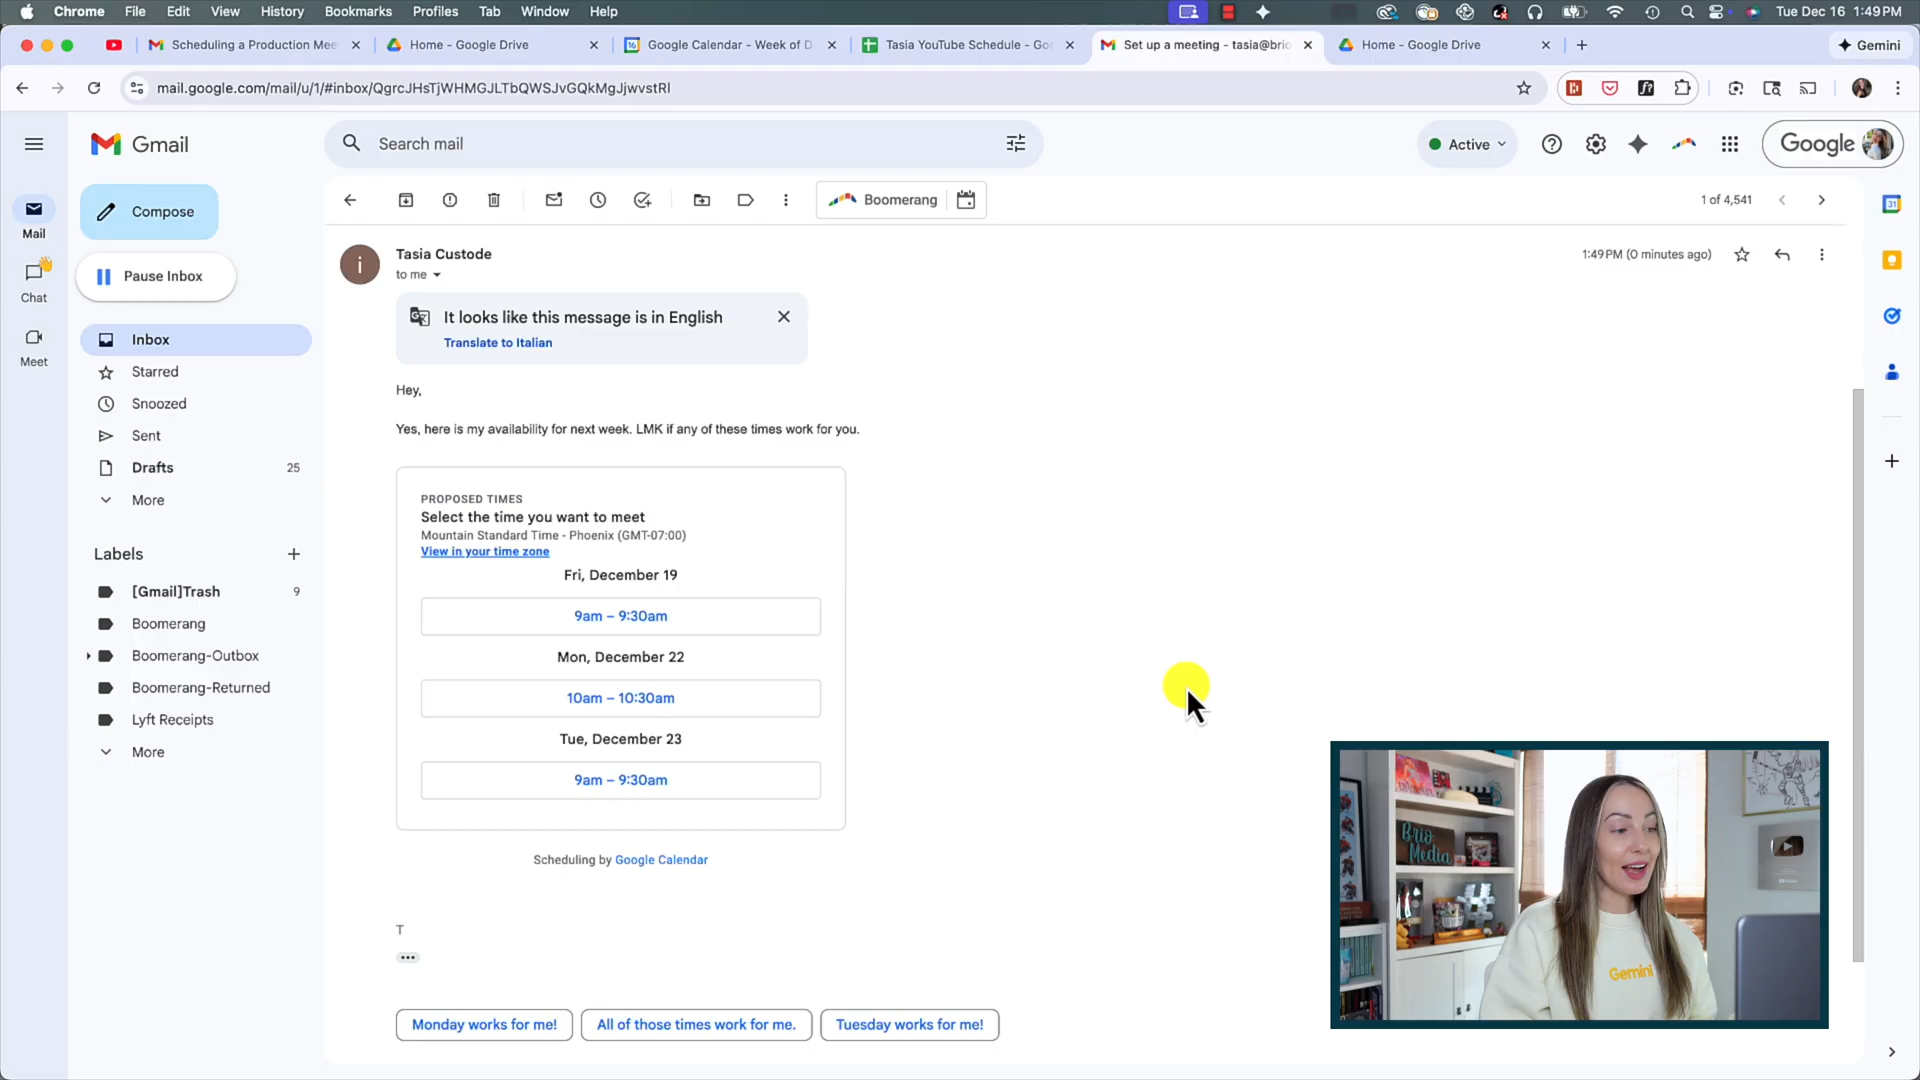 Chrome File Edit View History Bookmarks Profiles Tab Window Help
Tue Dec 16 1:49 PM
Scheduling a Production Mee
Home - Google Drive
Google Calendar - Week of D
Tasia YouTube Schedule - Goo
Set up a meeting - tasia@brio
Home - Google Drive
Gemini
mail.google.com/mail/u/1/#inbox/QgrcJHsTjWHMGJLTbQWSJvGQkMgJjwvstRl
Gmail
Search mail
Active
Google
Compose
Boomerang
1 of 4,541
Mail
Chat
Meet
Pause Inbox
Inbox
Starred
Snoozed
Sent
Drafts 25
More
Labels
[Gmail]Trash 9
Boomerang
Boomerang-Outbox
Boomerang-Returned
Lyft Receipts
More
i
Tasia Custode
1:49 PM (0 minutes ago)
to me
It looks like this message is in English
Translate to Italian
Hey,
Yes, here is my availability for next week. LMK if any of these times work for you.
PROPOSED TIMES
Select the time you want to meet
Mountain Standard Time - Phoenix (GMT-07:00)
View in your time zone
Fri, December 19
9am – 9:30am
Mon, December 22
10am – 10:30am
Tue, December 23
9am – 9:30am
Scheduling by Google Calendar
T
Monday works for me!
All of those times work for me.
Tuesday works for me!
Brio
Media
Gemini
31